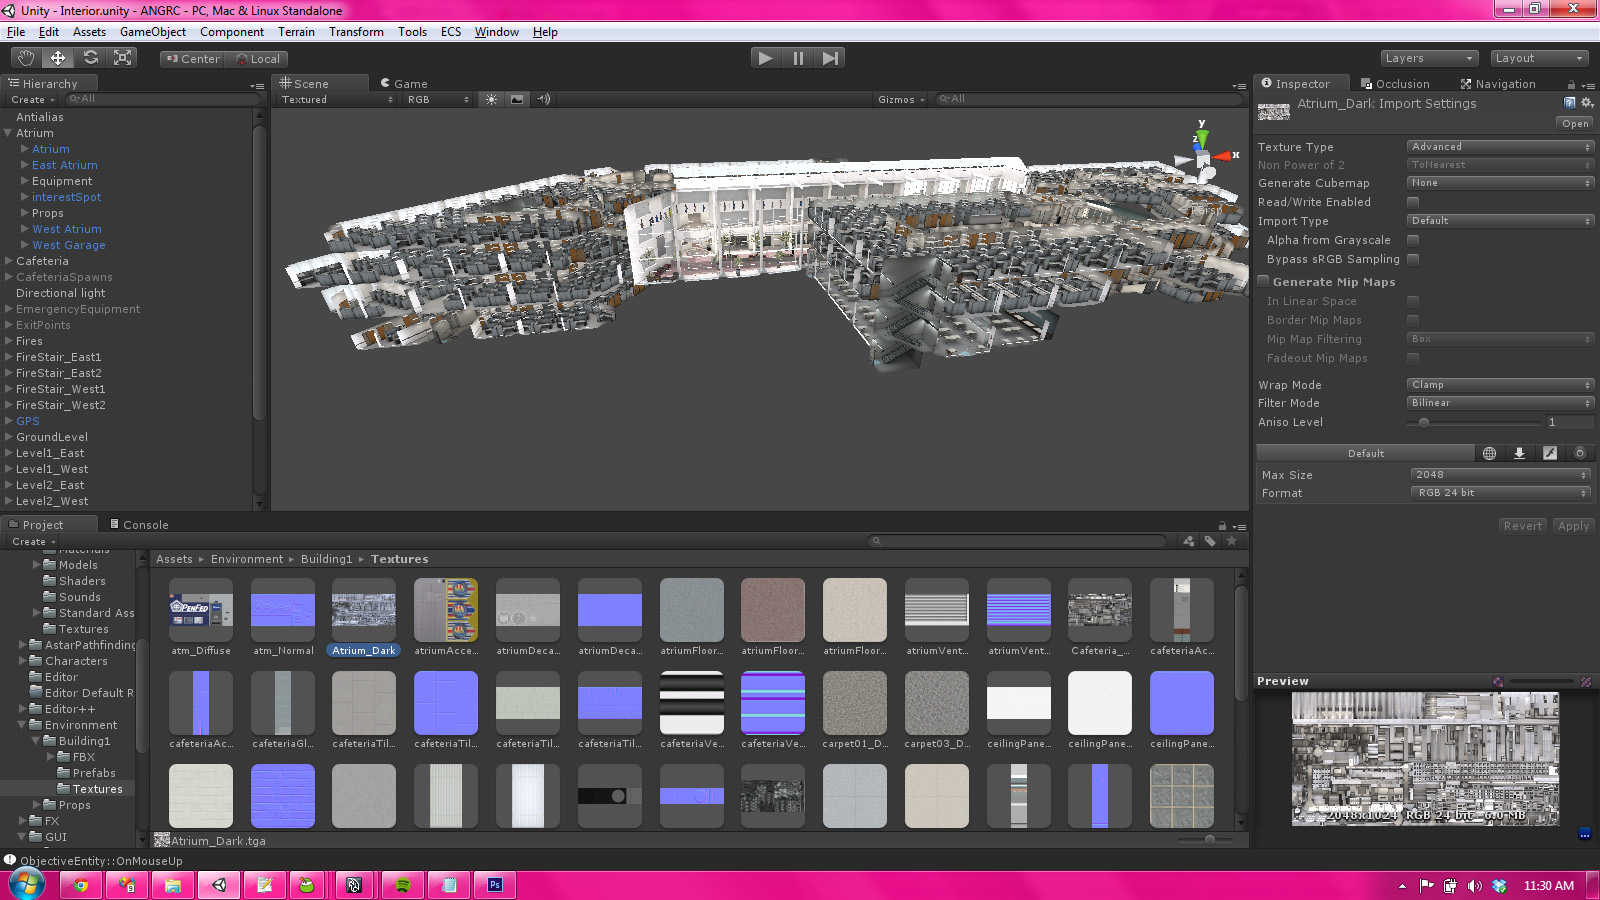 Unity - Interior.unity - ANGRC - PC, Mac & Linux Standalone
File Edit Assets GameObject Component Terrain Transform Tools ECS Window Help
Center Local Layers Layout
Hierarchy
Create All
Antialias
Atrium
Atrium
East Atrium
Equipment
interestSpot
Props
West Atrium
West Garage
Cafeteria
CafeteriaSpawns
Directional light
EmergencyEquipment
ExitPoints
Fires
FireStair_East1
FireStair_East2
FireStair_West1
FireStair_West2
GPS
GroundLevel
Level1_East
Level1_West
Level2_East
Level2_West
Scene Game
Textured RGB Gizmos All
y
z
x
Persp
Inspector Occlusion Navigation
Atrium_Dark Import Settings
Open
Texture Type Advanced
Non Power of 2 ToNearest
Generate Cubemap None
Read/Write Enabled
Import Type Default
Alpha from Grayscale
Bypass sRGB Sampling
Generate Mip Maps
In Linear Space
Border Mip Maps
Mip Map Filtering Box
Fadeout Mip Maps
Wrap Mode Clamp
Filter Mode Bilinear
Aniso Level 1
Default
Max Size 2048
Format RGB 24 bit
Revert Apply
Project Console
Create
Materials
Models
Shaders
Sounds
Standard Ass
Textures
AstarPathfinding
Characters
Editor
Editor Default R
Editor++
Environment
Building1
FBX
Prefabs
Textures
Props
FX
GUI
Assets Environment Building1 Textures
PENFED
atm_Diffuse atm_Normal Atrium_Dark atriumAcce... atriumDeca... atriumDeca... atriumFloor... atriumFloor... atriumFloor... atriumVent... atriumVent... Cafeteria_... cafeteriaAc...
cafeteriaAc... cafeteriaGl... cafeteriaTil... cafeteriaTil... cafeteriaTil... cafeteriaTil... cafeteriaVe... cafeteriaVe... carpet01_D... carpet03_D... ceilingPane... ceilingPane... ceilingPane...
Atrium_Dark.tga
Preview
2048x1024 RGB 24 bit 6.0 MB
ObjectiveEntity::OnMouseUp
Ps
11:30 AM